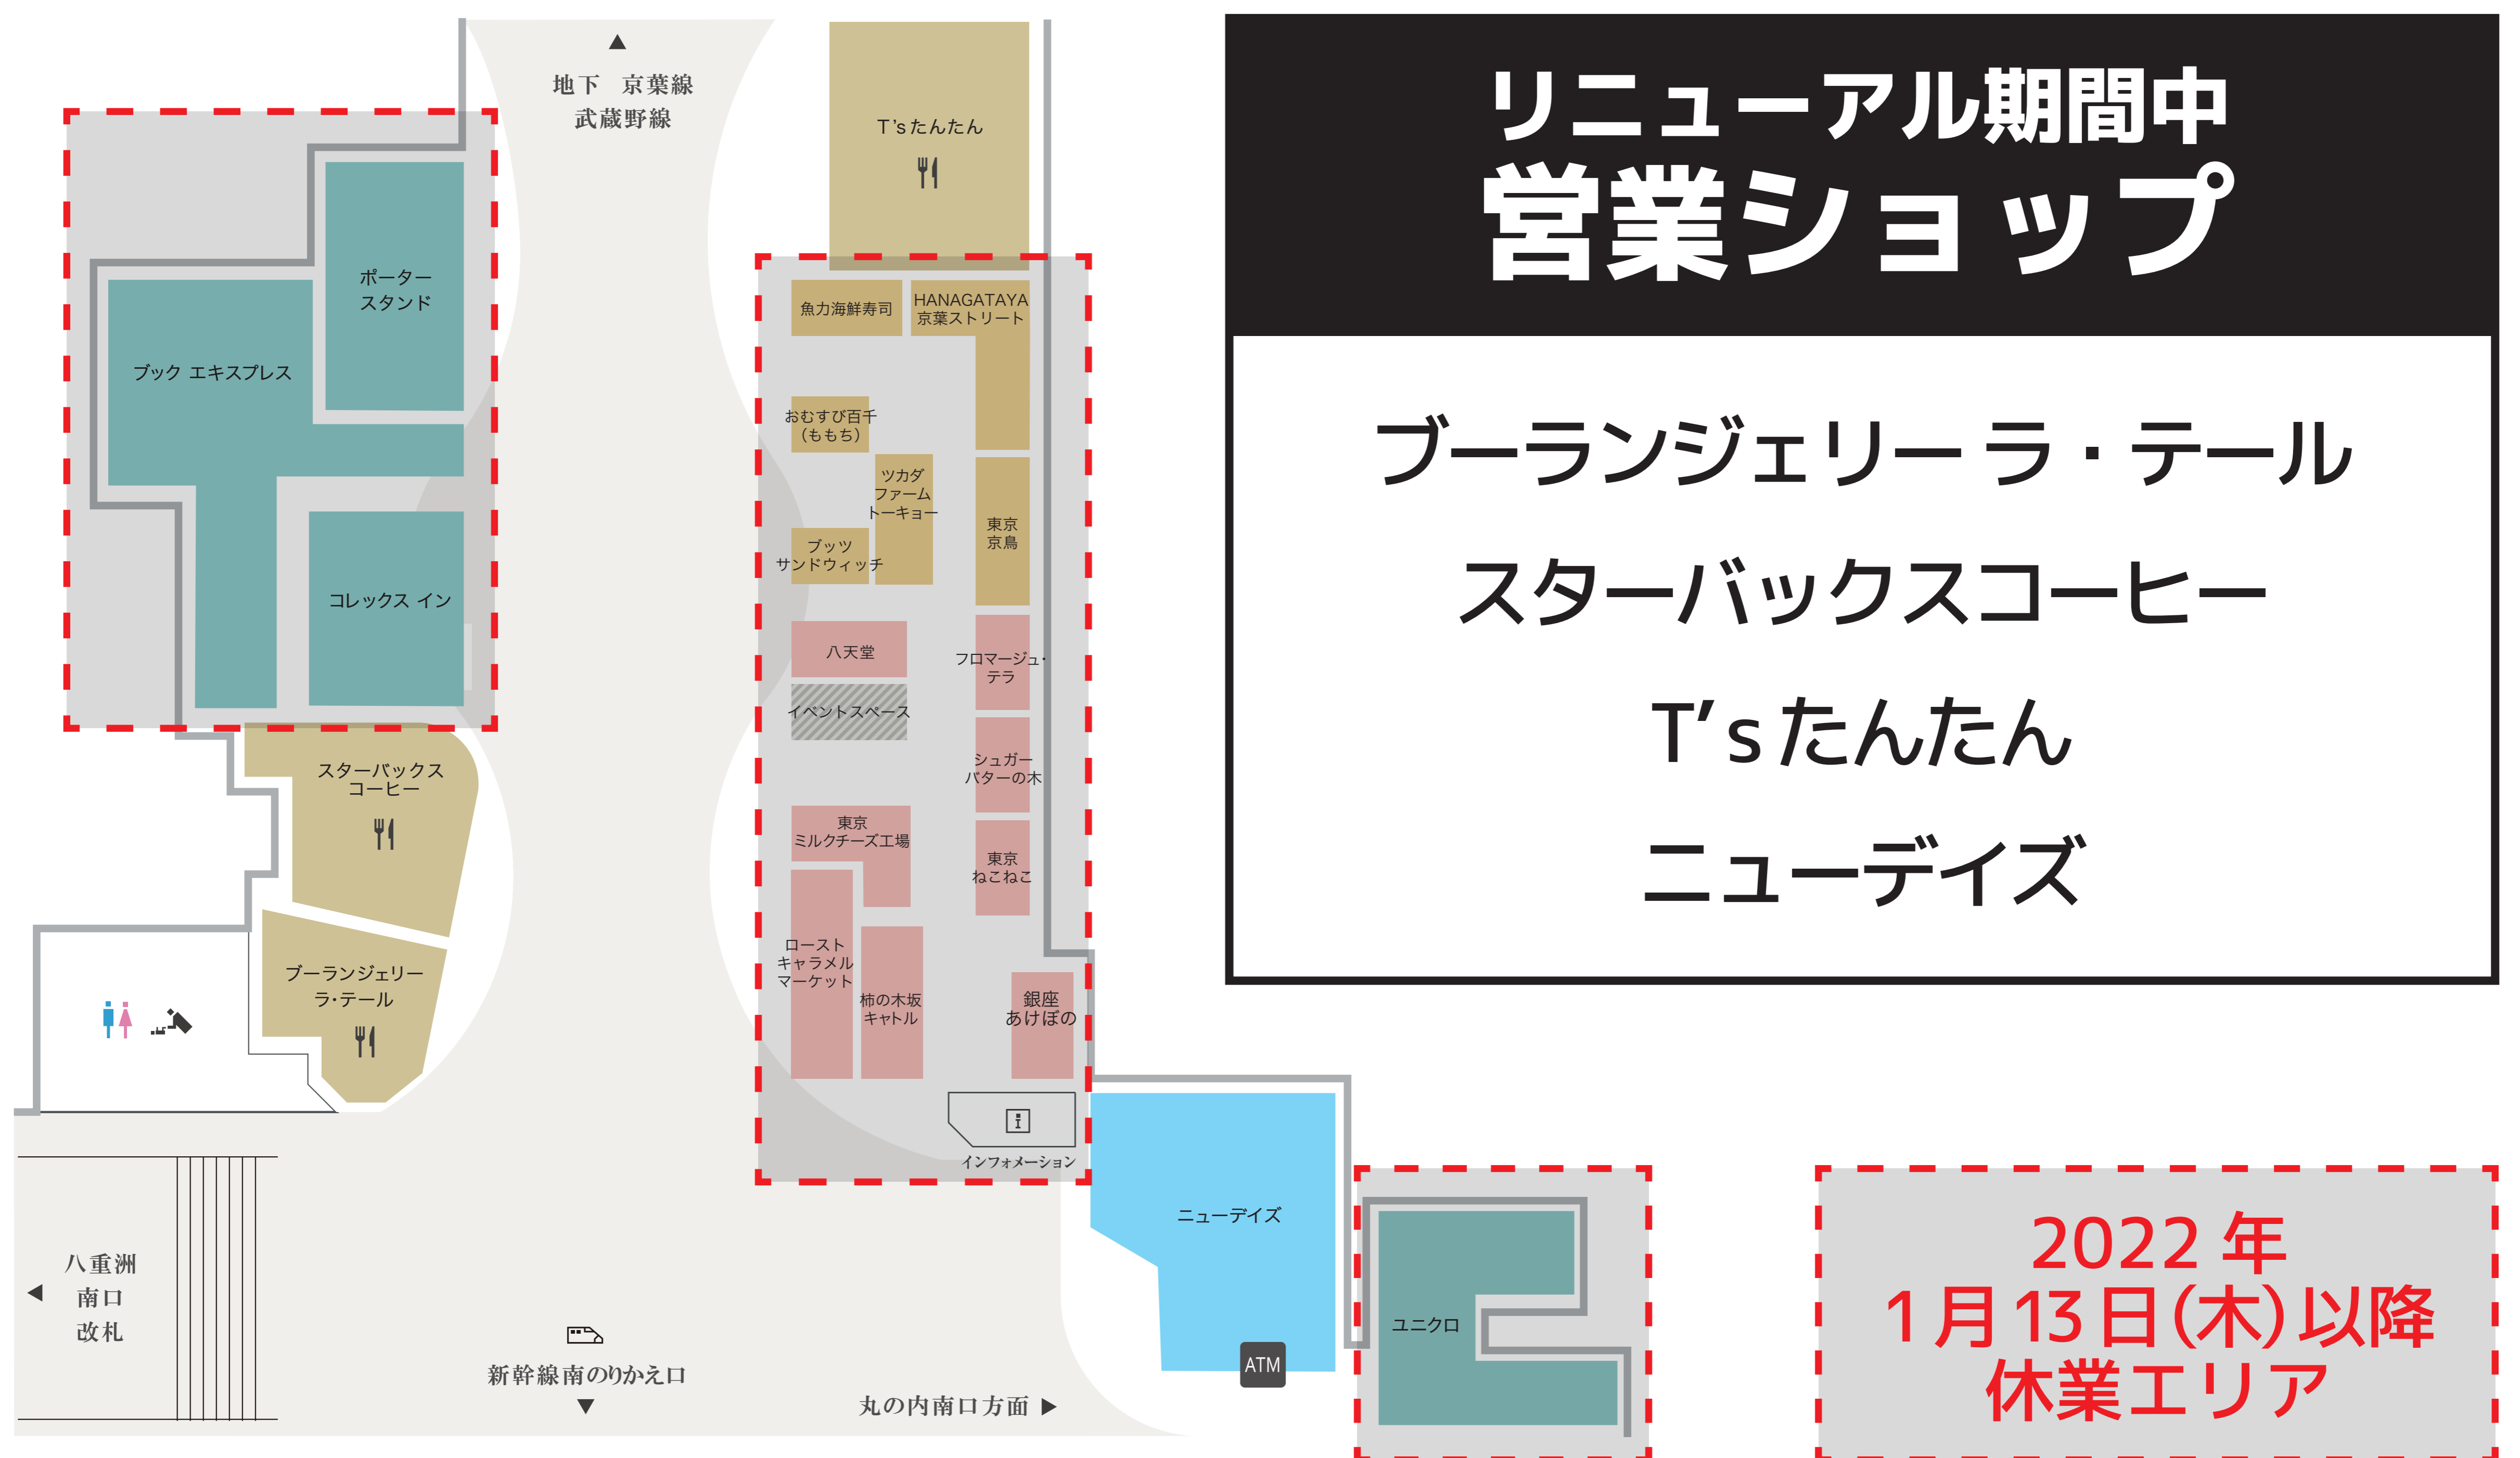 リニューアル期間中
営業ショップ
ブーランジェリー ラ・テール
スターバックスコーヒー
T's たんたん
ニューデイズ
地下 京葉線
武蔵野線
T's たんたん
ポーター
スタンド
ブック エキスプレス
コレックス イン
スターバックス
コーヒー
ブーランジェリー
ラ・テール
魚力海鮮寿司
HANAGATAYA
京葉ストリート
おむすび百千
（ももち）
ツカダ
ファーム
トーキョー
ブッツ
サンドウィッチ
東京
京鳥
八天堂
イベントスペース
フロマージュ・
テラ
シュガー
バターの木
東京
ミルクチーズ工場
東京
ねこねこ
ロースト
キャラメル
マーケット
柿の木坂
キャトル
銀座
あけぼの
i
インフォメーション
ニューデイズ
ATM
ユニクロ
八重洲
南口
改札
新幹線南のりかえ口
丸の内南口方面
2022 年
1月13日(木)以降
休業エリア